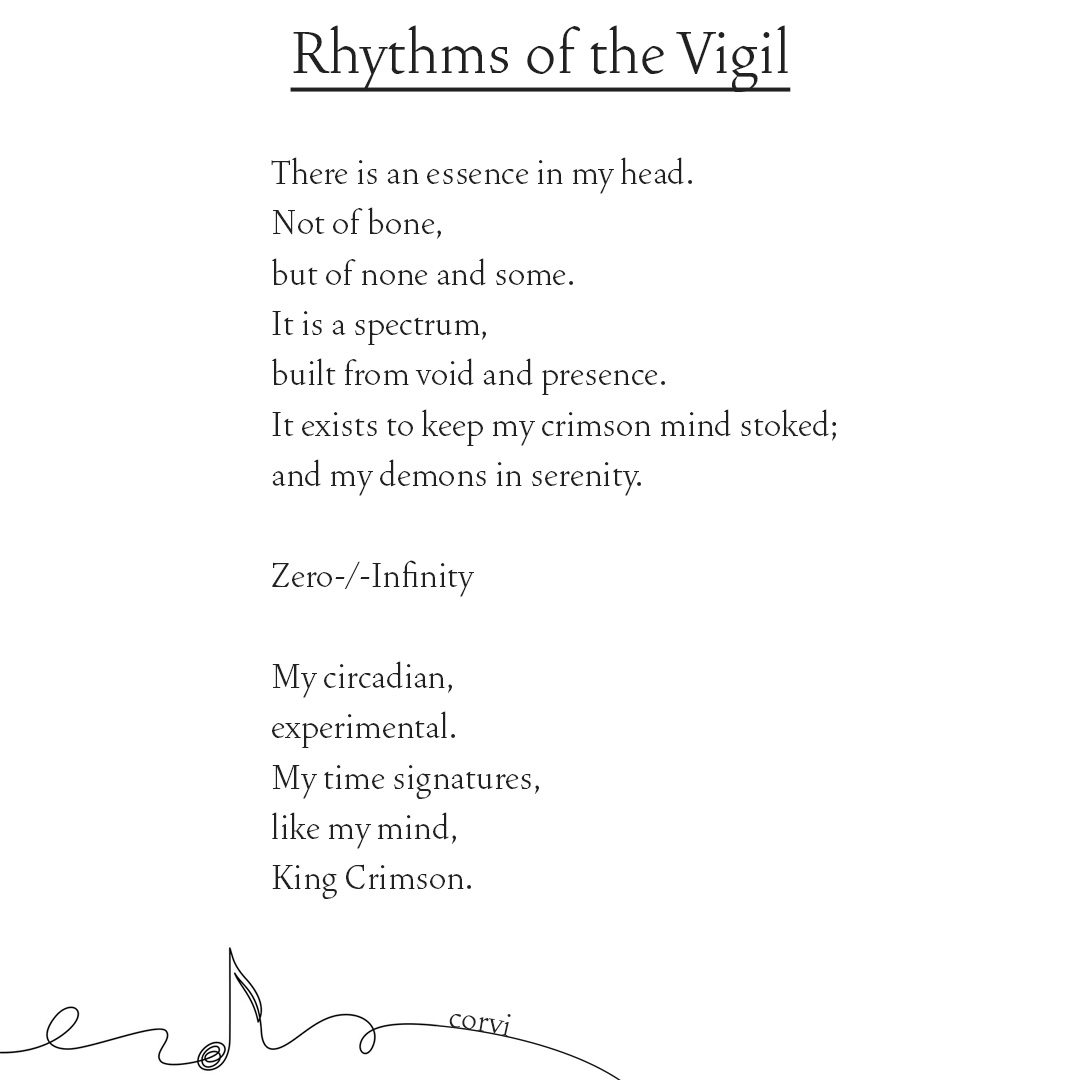 Rhythms of the Vigil
There is an essence in my head.
Not of bone,
but of none and some.
It is a spectrum,
built from void and presence.
It exists to keep my crimson mind stoked;
and my demons in serenity.
Zero-/-Infinity
My circadian,
experimental.
My time signatures,
like my mind,
King Crimson.
corvi